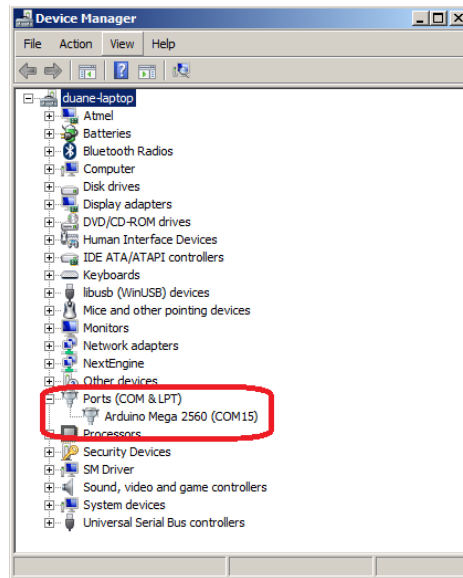 Device Manager
File Action View Help
duane-laptop
Atmel
Batteries
Bluetooth Radios
Computer
Disk drives
Display adapters
DVD/CD-ROM drives
Human Interface Devices
IDE ATA/ATAPI controllers
Keyboards
libusb (WinUSB) devices
Mice and other pointing devices
Monitors
Network adapters
NextEngine
Other devices
Ports (COM & LPT)
Arduino Mega 2560 (COM15)
Processors
Security Devices
SM Driver
Sound, video and game controllers
System devices
Universal Serial Bus controllers